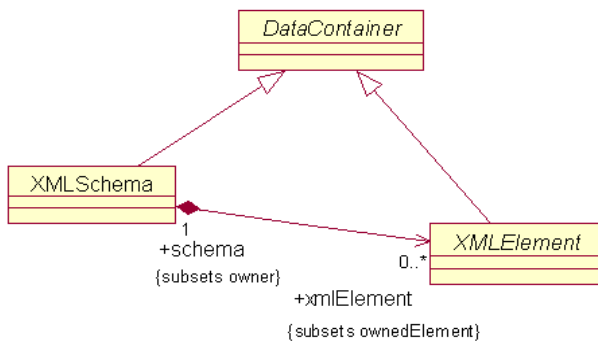 DataContainer
XMLSchema
1
+schema
{subsets owner}
XMLElement
0..*
+xmlElement
{subsets ownedElement}